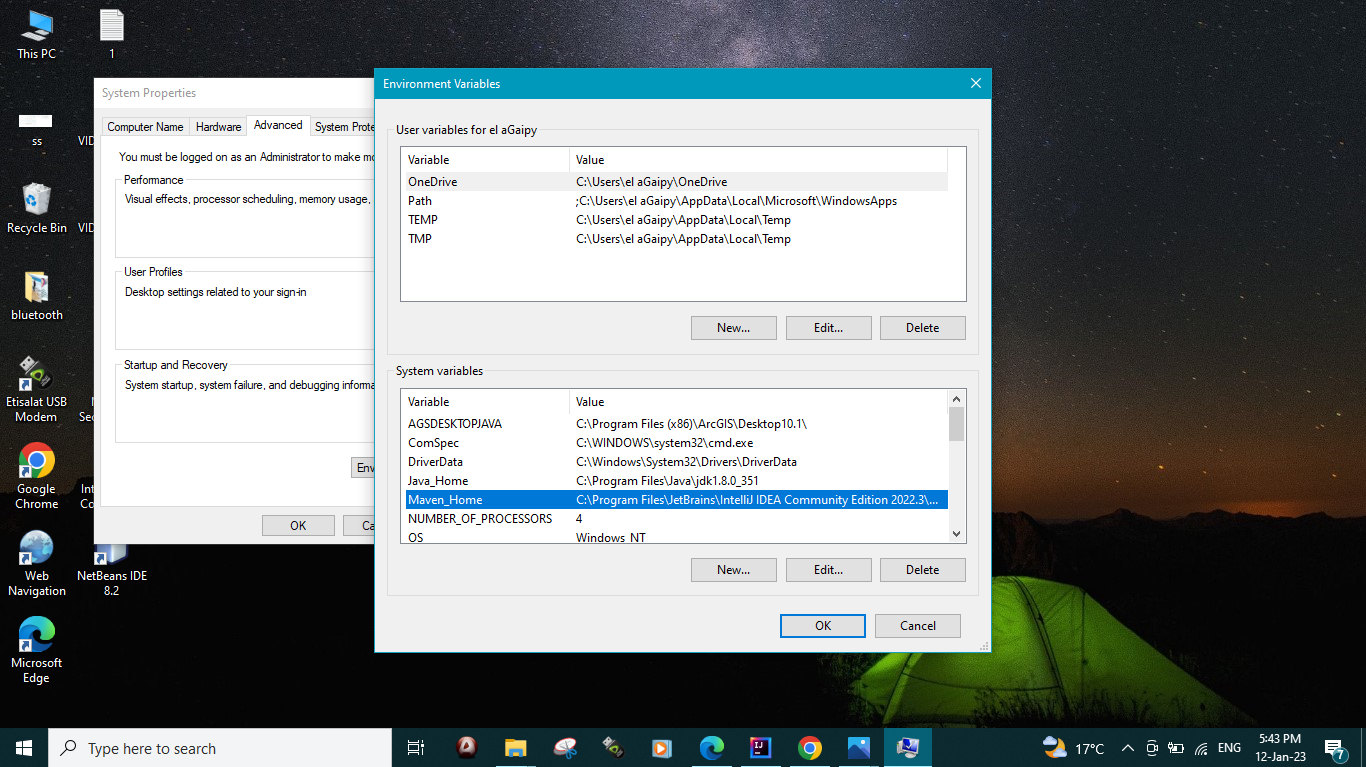 This PC
1
ss
VID
Recycle Bin
VID
bluetooth
Etisalat USB
Modem
Sec
Google
Chrome
Int
Co
Web
Navigation
NetBeans IDE
8.2
Microsoft
Edge
System Properties
Computer Name
Hardware
Advanced
System Prote
You must be logged on as an Administrator to make mo
Performance
Visual effects, processor scheduling, memory usage,
User Profiles
Desktop settings related to your sign-in
Startup and Recovery
System startup, system failure, and debugging informa
Env
OK
Ca
Environment Variables
User variables for el aGaipy
Variable Value
OneDrive C:\Users\el aGaipy\OneDrive
Path ;C:\Users\el aGaipy\AppData\Local\Microsoft\WindowsApps
TEMP C:\Users\el aGaipy\AppData\Local\Temp
TMP C:\Users\el aGaipy\AppData\Local\Temp
New... Edit... Delete
System variables
Variable Value
AGSDESKTOPJAVA C:\Program Files (x86)\ArcGIS\Desktop10.1\
ComSpec C:\WINDOWS\system32\cmd.exe
DriverData C:\Windows\System32\Drivers\DriverData
Java_Home C:\Program Files\Java\jdk1.8.0_351
Maven_Home C:\Program Files\JetBrains\IntelliJ IDEA Community Edition 2022.3\...
NUMBER_OF_PROCESSORS 4
OS Windows_NT
New... Edit... Delete
OK Cancel
Type here to search
IJ
17°C
ENG
5:43 PM
12-Jan-23
7